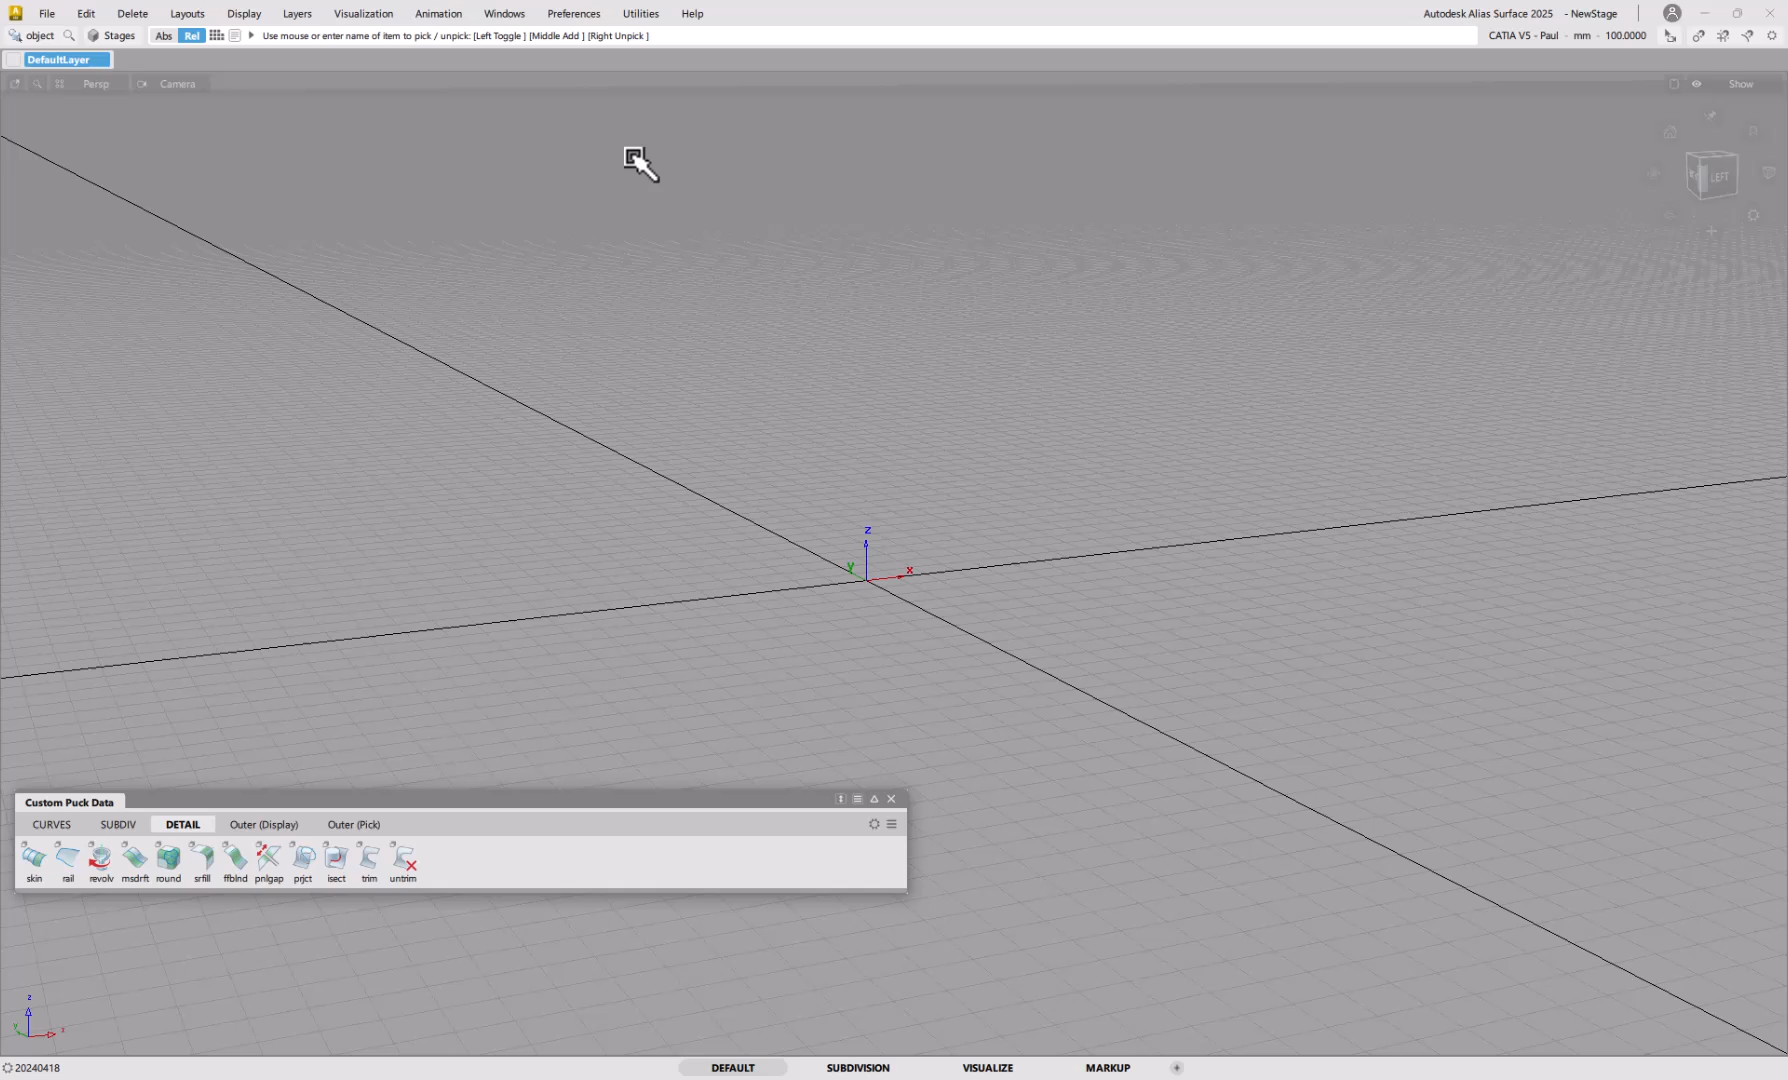 File Edit Delete Layouts Display Layers Visualization Animation Windows Preferences Utilities Help Autodesk Alias Surface 2025 - NewStage
object Stages Abs Rel Use mouse or enter name of item to pick / unpick: [Left Toggle ] [Middle Add ] [Right Unpick ] CATIA V5 - Paul - mm - 100.0000
DefaultLayer
Persp Camera Show
LEFT
z
y x
Custom Puck Data
CURVES SUBDIV DETAIL Outer (Display) Outer (Pick)
skin rail revolv msdrft round srfill ffblnd pnlgap prjct isect trim untrim
z
y x
20240418 DEFAULT SUBDIVISION VISUALIZE MARKUP +